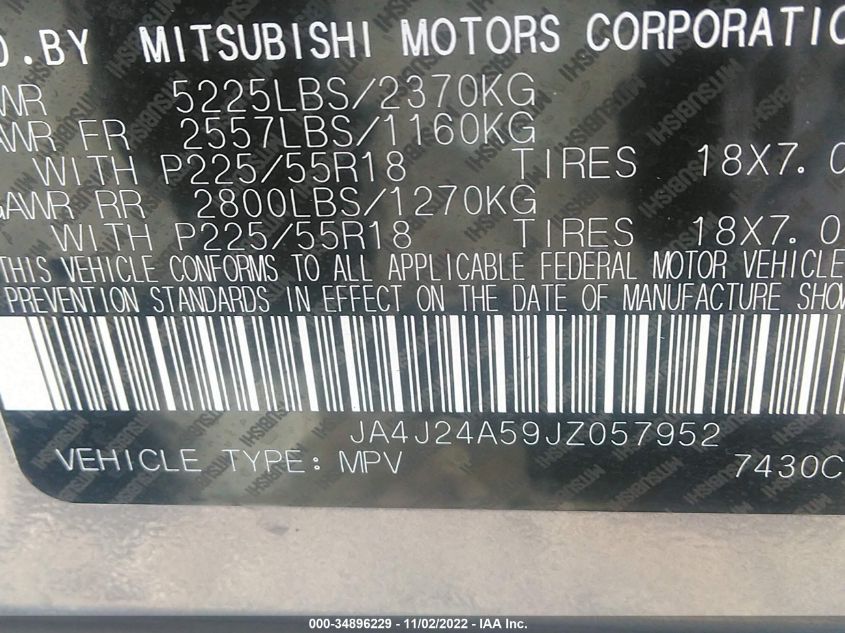 D.BY MITSUBISHI MOTORS CORPORATIO
WR 5225LBS/2370KG
AWR FR 2557LBS/1160KG
WITH P225/55R18 TIRES 18X7.0
GAWR RR 2800LBS/1270KG
WITH P225/55R18 TIRES 18X7.0
THIS VEHICLE CONFORMS TO ALL APPLICABLE FEDERAL MOTOR VEHICLE
PREVENTION STANDARDS IN EFFECT ON THE DATE OF MANUFACTURE SHOW
JA4J24A59JZ057952
VEHICLE TYPE: MPV 7430C
000-34896229 - 11/02/2022 - IAA Inc.